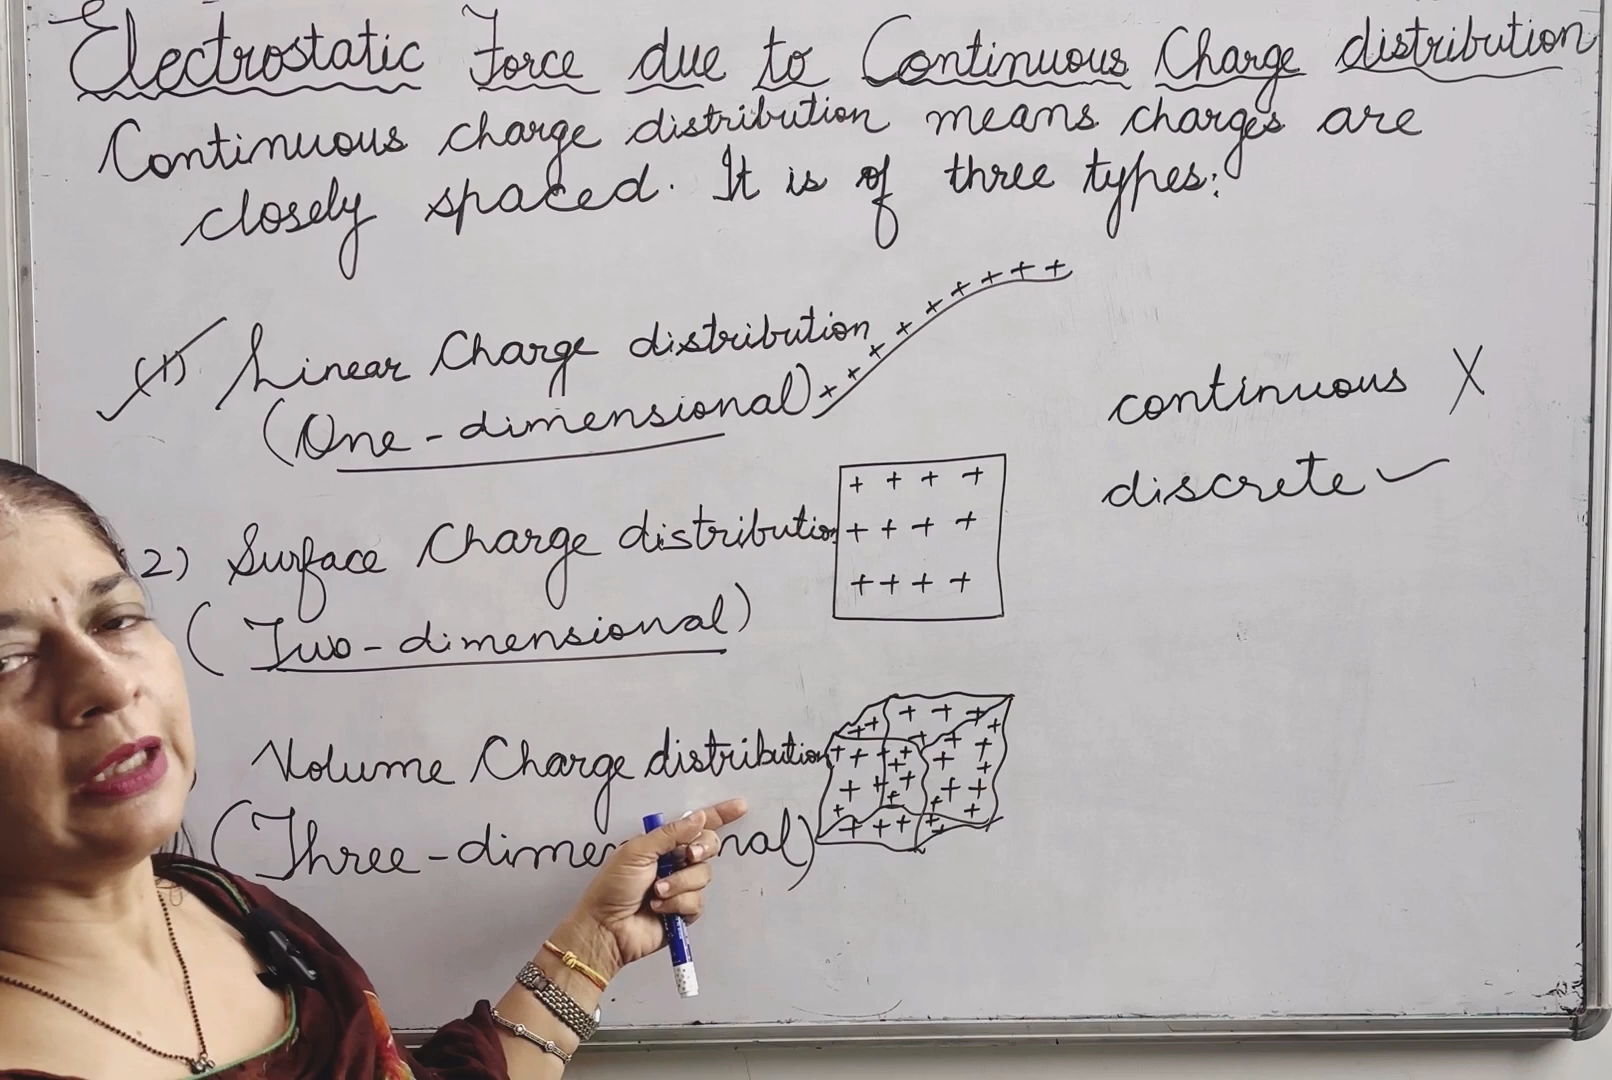 Electrostatic Force due to Continuous Charge distribution
Continuous charge distribution means charges are
closely spaced. It is of three types:
(1) Linear Charge distribution
(One-dimensional)
continuous X
discrete ✓
2) Surface Charge distribution
(Two-dimensional)
Volume Charge distribution
(Three-dimen nal)